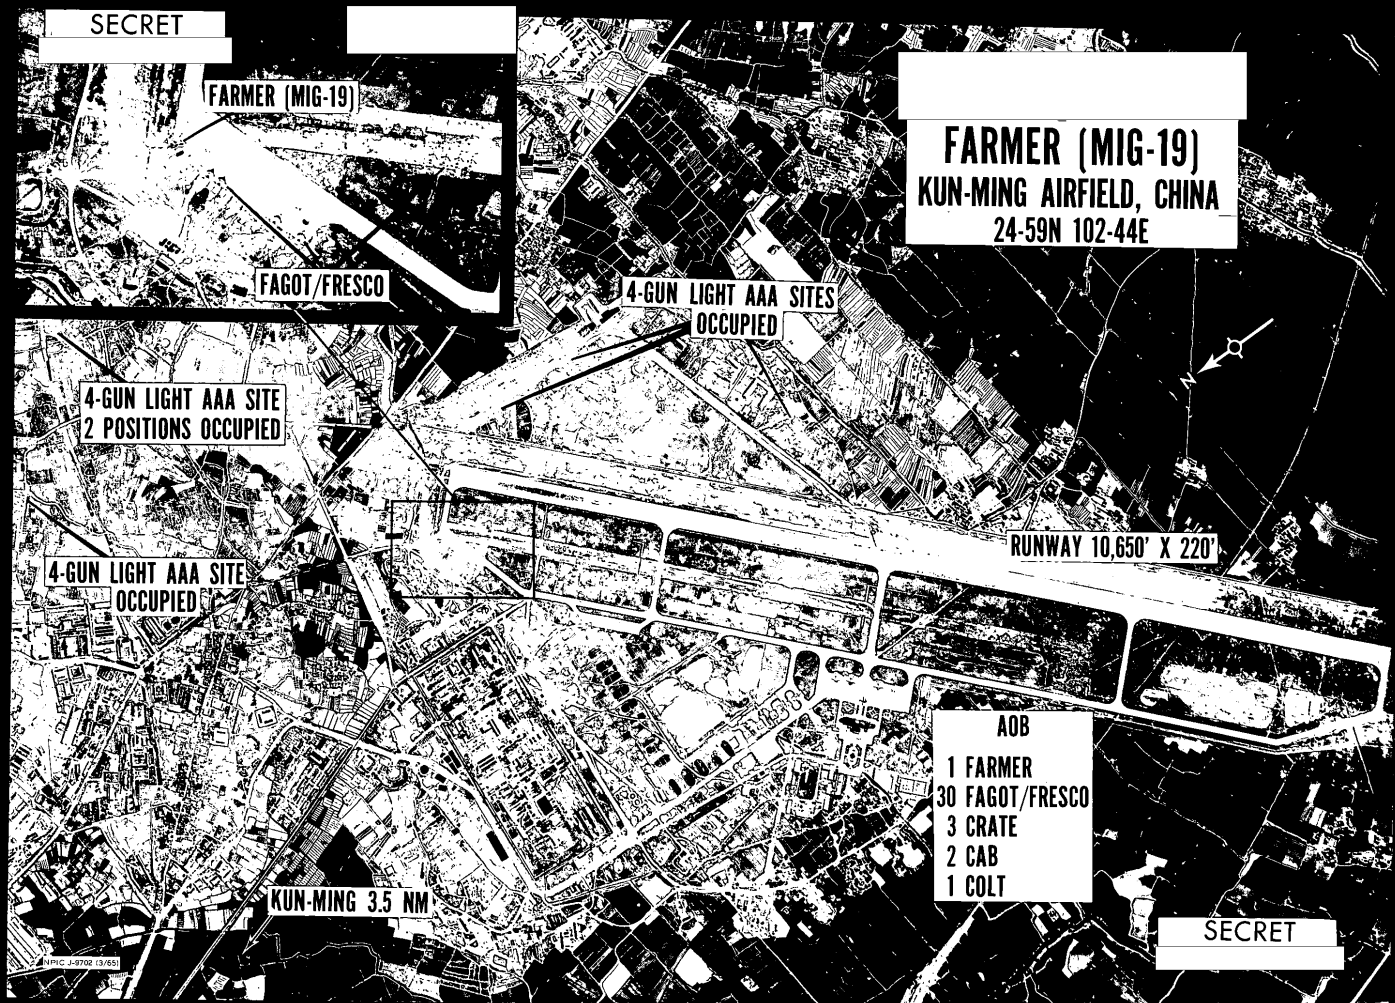 SECRET
FARMER (MIG-19)
FAGOT/FRESCO
FARMER (MIG-19)
KUN-MING AIRFIELD, CHINA
24-59N 102-44E
4-GUN LIGHT AAA SITES
OCCUPIED
N
4-GUN LIGHT AAA SITE
2 POSITIONS OCCUPIED
RUNWAY 10,650' X 220'
4-GUN LIGHT AAA SITE
OCCUPIED
AOB
1 FARMER
30 FAGOT/FRESCO
3 CRATE
2 CAB
1 COLT
KUN-MING 3.5 NM
SECRET
NPIC J-9702 (3/65)